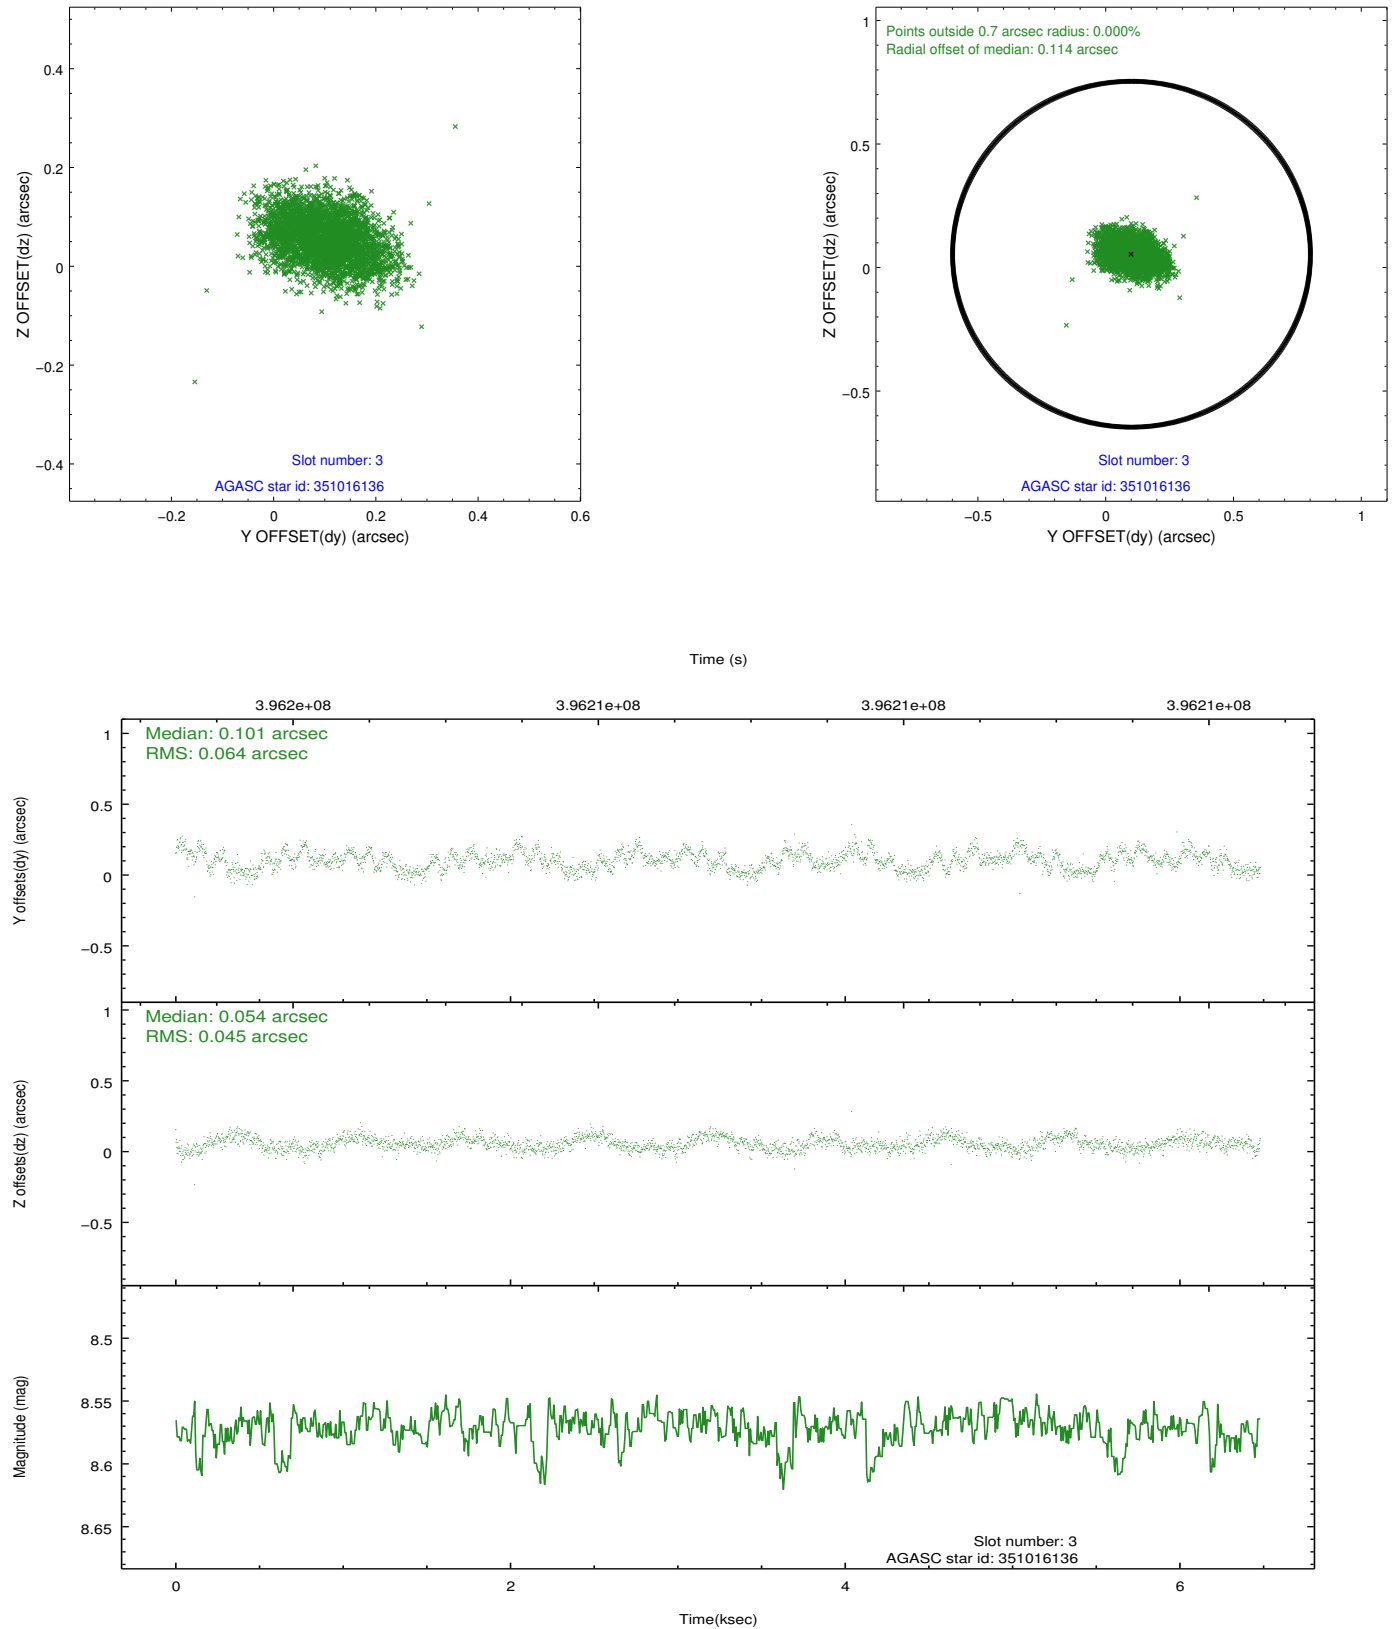 0.4
0.2
0
−0.2
−0.4
Z OFFSET(dz) (arcsec)
Slot number: 3
AGASC star id: 351016136
−0.2
0
0.2
0.4
0.6
Y OFFSET(dy) (arcsec)
Points outside 0.7 arcsec radius: 0.000%
Radial offset of median: 0.114 arcsec
1
0.5
0
−0.5
Z OFFSET(dz) (arcsec)
Slot number: 3
AGASC star id: 351016136
−0.5
0
0.5
1
Y OFFSET(dy) (arcsec)
Time (s)
3.962e+08
3.9621e+08
3.9621e+08
3.9621e+08
Median: 0.101 arcsec
RMS: 0.064 arcsec
1
0.5
0
−0.5
Y offsets(dy) (arcsec)
Median: 0.054 arcsec
RMS: 0.045 arcsec
1
0.5
0
−0.5
Z offsets(dz) (arcsec)
8.5
8.55
8.6
8.65
Magnitude (mag)
Slot number: 3
AGASC star id: 351016136
0
2
4
6
Time(ksec)